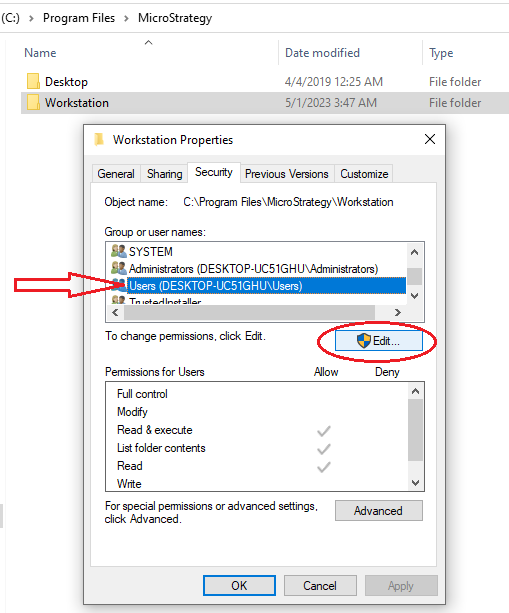 (C:) > Program Files > MicroStrategy >
Name Date modified Type
Desktop 4/4/2019 12:25 AM File folder
Workstation 5/1/2023 3:47 AM File folder
Workstation Properties
General Sharing Security Previous Versions Customize
Object name: C:\Program Files\MicroStrategy\Workstation
Group or user names:
SYSTEM
Administrators (DESKTOP-UC51GHU\Administrators)
Users (DESKTOP-UC51GHU\Users)
TrustedInstaller
To change permissions, click Edit.
Edit...
Permissions for Users Allow Deny
Full control
Modify
Read & execute
List folder contents
Read
Write
For special permissions or advanced settings,
click Advanced.
Advanced
OK Cancel Apply